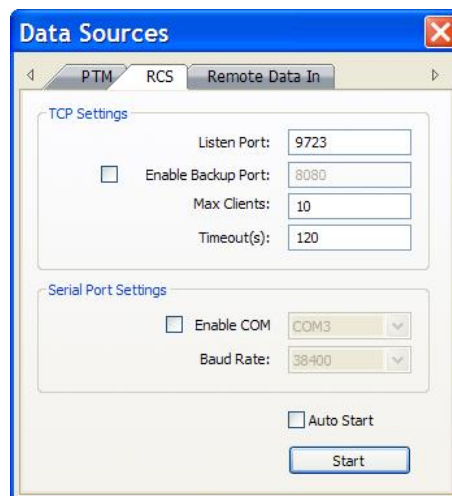 Data Sources
PTM RCS Remote Data In
TCP Settings
Listen Port: 9723
Enable Backup Port: 8080
Max Clients: 10
Timeout(s): 120
Serial Port Settings
Enable COM COM3
Baud Rate: 38400
Auto Start
Start